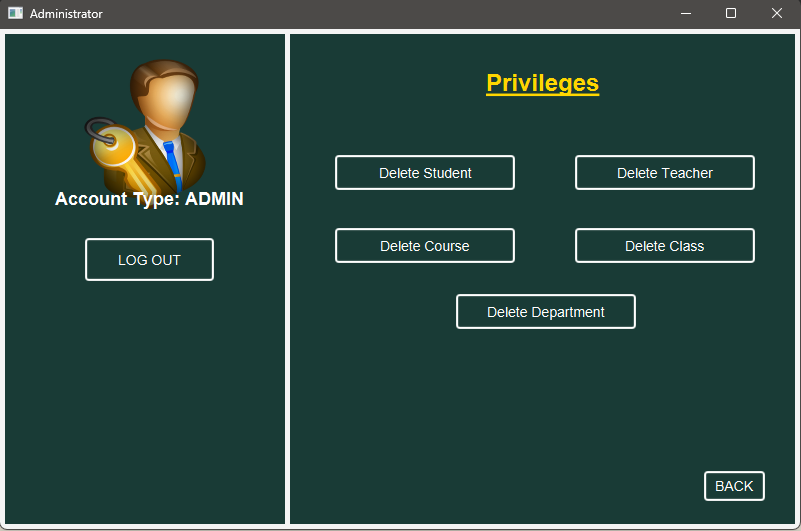 Administrator
Privileges
Account Type: ADMIN
LOG OUT
Delete Student
Delete Teacher
Delete Course
Delete Class
Delete Department
BACK